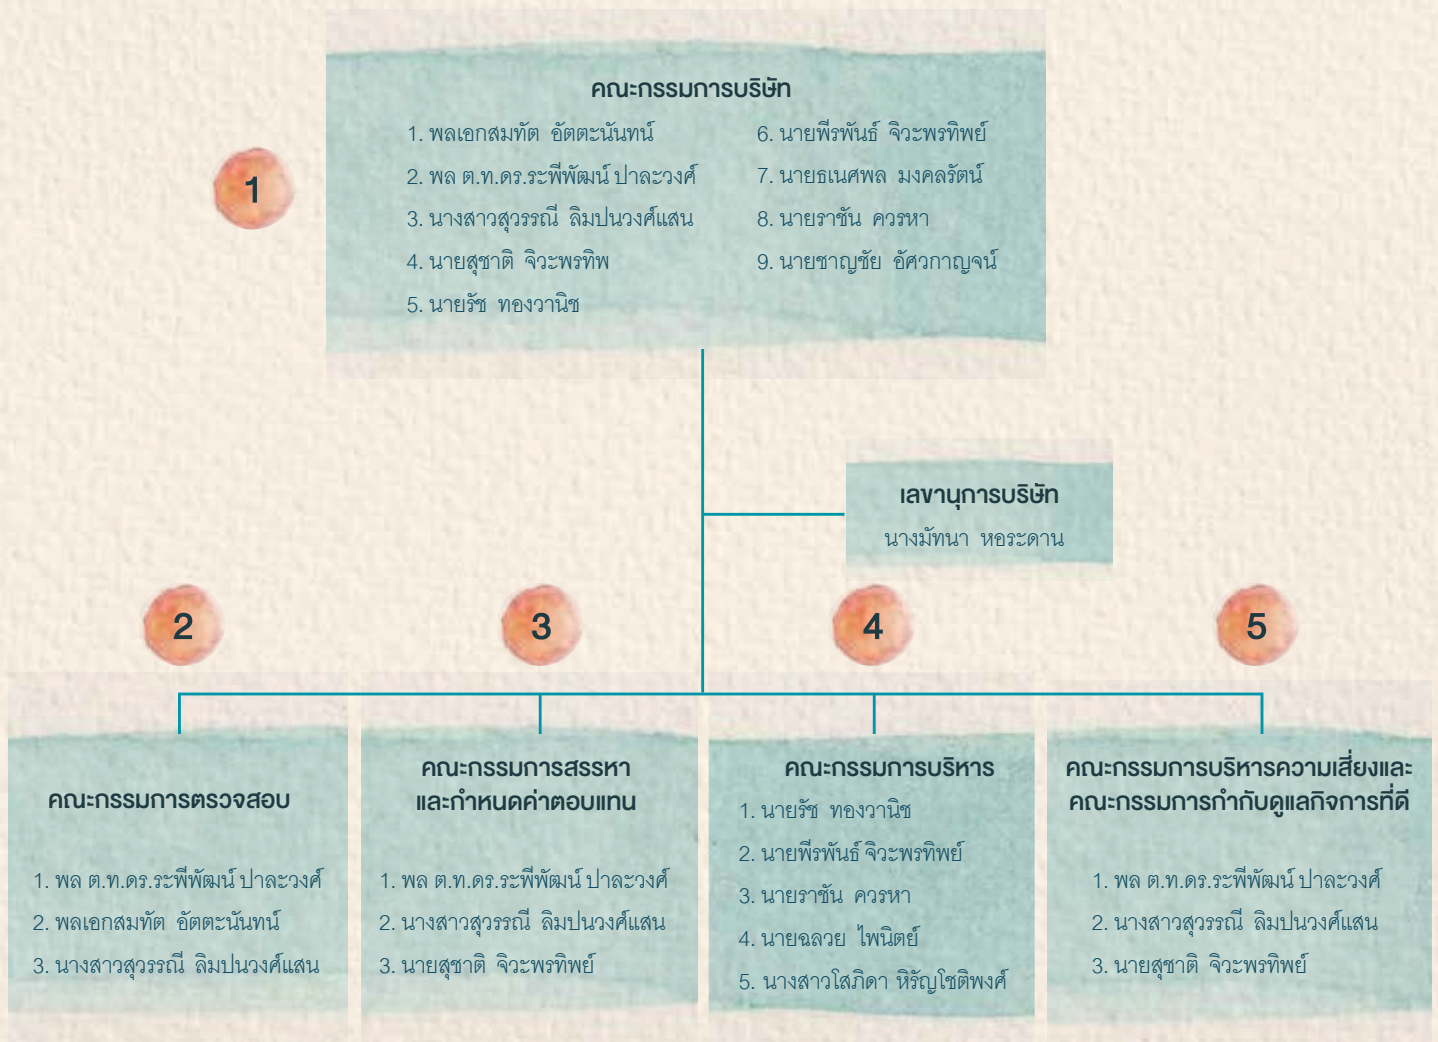 คณะกรรมการบริษัท
1. พลเอกสมทัต อัตตะนันทน์
2. พล ต.ท.ดร.ระพีพัฒน์ ปาละวงศ์
3. นางสาวสุวรรณี ลิมปนวงศ์แสน
4. นายสุชาติ จิวะพรทิพ
5. นายรัช ทองวานิช
6. นายพีรพันธ์ จิวะพรทิพย์
7. นายธเนศพล มงคลรัตน์
8. นายราชัน ควรหา
9. นายชาญชัย อัศวกาญจน์
1
เลขานุการบริษัท
นางมัทนา หอระดาน
2
คณะกรรมการตรวจสอบ
1. พล ต.ท.ดร.ระพีพัฒน์ ปาละวงศ์
2. พลเอกสมทัต อัตตะนันทน์
3. นางสาวสุวรรณี ลิมปนวงศ์แสน
3
คณะกรรมการสรรหา
และกำหนดค่าตอบแทน
1. พล ต.ท.ดร.ระพีพัฒน์ ปาละวงศ์
2. นางสาวสุวรรณี ลิมปนวงศ์แสน
3. นายสุชาติ จิวะพรทิพย์
4
คณะกรรมการบริหาร
1. นายรัช ทองวานิช
2. นายพีรพันธ์ จิวะพรทิพย์
3. นายราชัน ควรหา
4. นายฉลวย ไพนิตย์
5. นางสาวโสภิดา หิรัญโชติพงศ์
5
คณะกรรมการบริหารความเสี่ยงและ
คณะกรรมการกำกับดูแลกิจการที่ดี
1. พล ต.ท.ดร.ระพีพัฒน์ ปาละวงศ์
2. นางสาวสุวรรณี ลิมปนวงศ์แสน
3. นายสุชาติ จิวะพรทิพย์